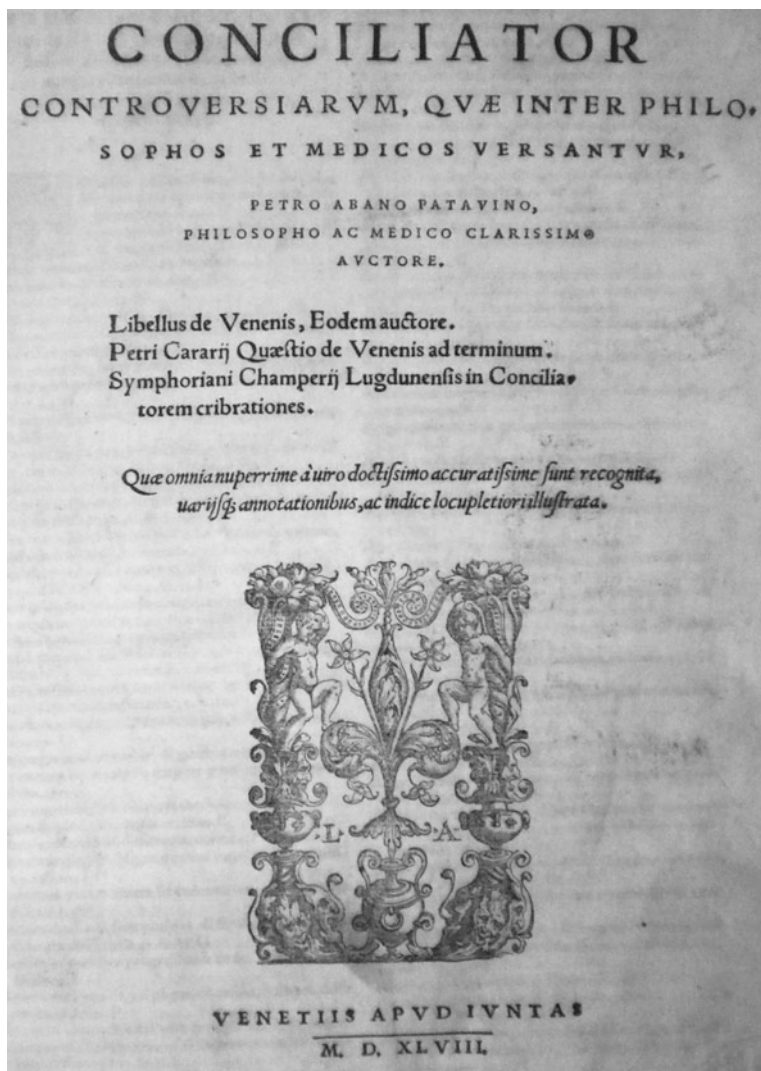 CONCILIATOR
CONTROVERSIARVM, QVÆ INTER PHILO-
SOPHOS ET MEDICOS VERSANTVR,
PETRO ABANO PATAVINO,
PHILOSOPHO AC MEDICO CLARISSIMO
AVCTORE.
Libellus de Venenis, Eodem auctore.
Petri Cararij Quæstio de Venenis ad terminum.
Symphoriani Champerij Lugdunensis in Concilia-
torem cribrationes.
Quæ omnia nuperrime à uiro doctissimo accuratissime sunt recognita,
uarijsq; annotationibus, ac indice locupletiori illustrata.
·L· A·
VENETIIS APVD IVNTAS
M. D. XLVIII.